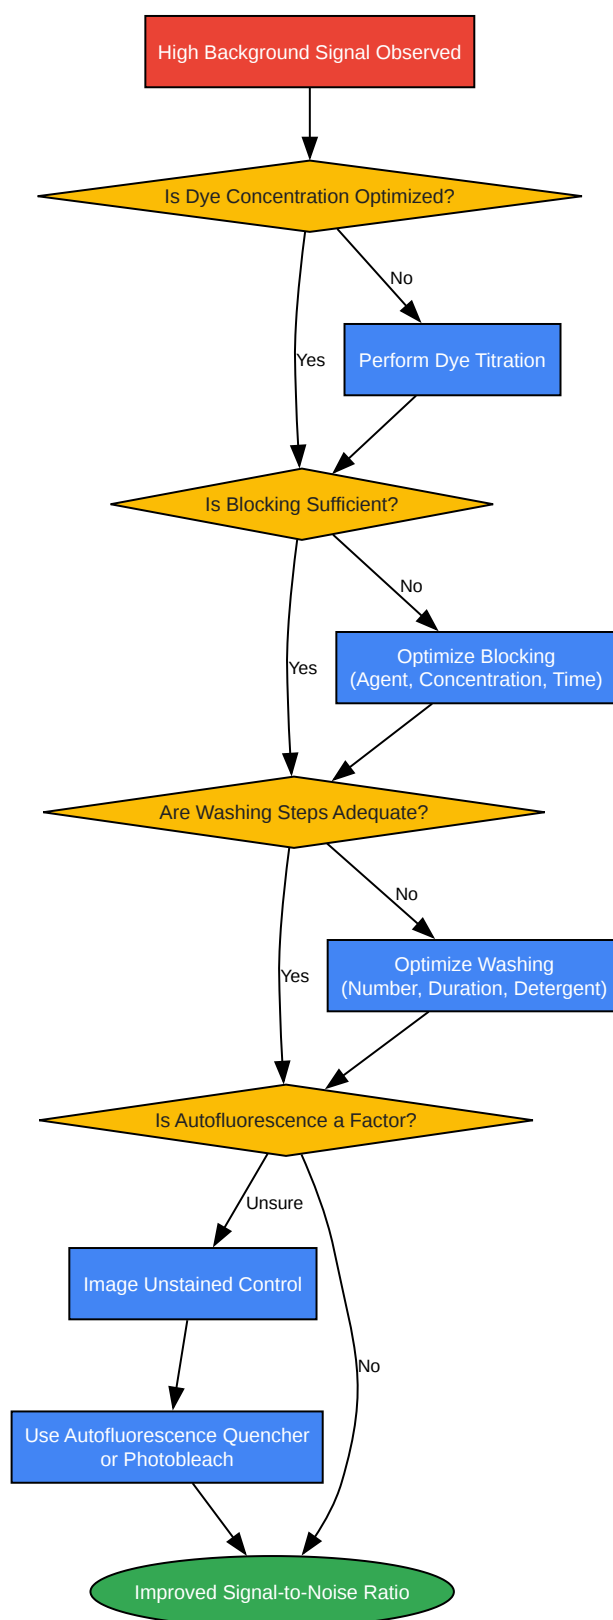 High Background Signal Observed
Is Dye Concentration Optimized?
No
Yes
Perform Dye Titration
Is Blocking Sufficient?
No
Yes
Optimize Blocking
(Agent, Concentration, Time)
Are Washing Steps Adequate?
No
Yes
Optimize Washing
(Number, Duration, Detergent)
Is Autofluorescence a Factor?
Unsure
Image Unstained Control
No
Use Autofluorescence Quencher
or Photobleach
Improved Signal-to-Noise Ratio